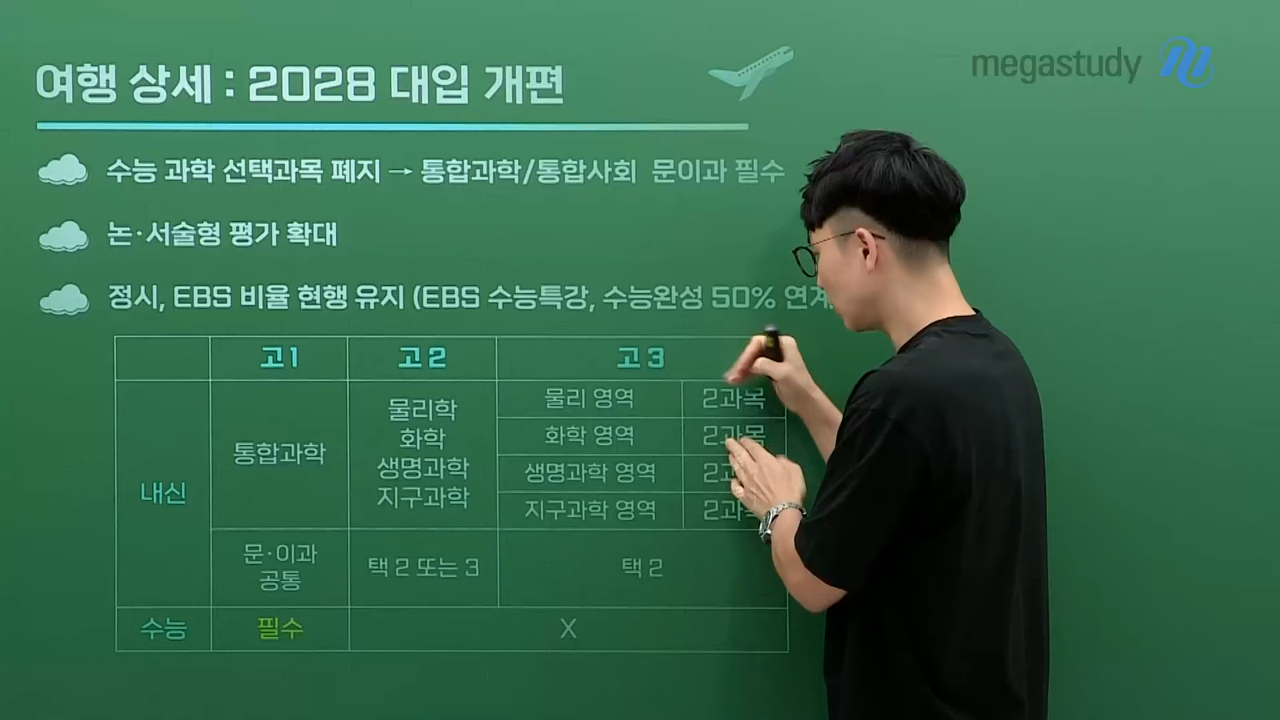 여행 상세 : 2028 대입 개편
megastudy
수능 과학 선택과목 폐지 → 통합과학/통합사회 문이과 필수
논·서술형 평가 확대
정시, EBS 비율 현행 유지 (EBS 수능특강, 수능완성 50%
고1 고2 고3
내신
통합과학
물리학
화학
생명과학
지구과학
물리 영역 2과목
화학 영역 2과목
생명과학 영역
지구과학 영역
문·이과
공통
택 2 또는 3
택 2
수능 필수 X